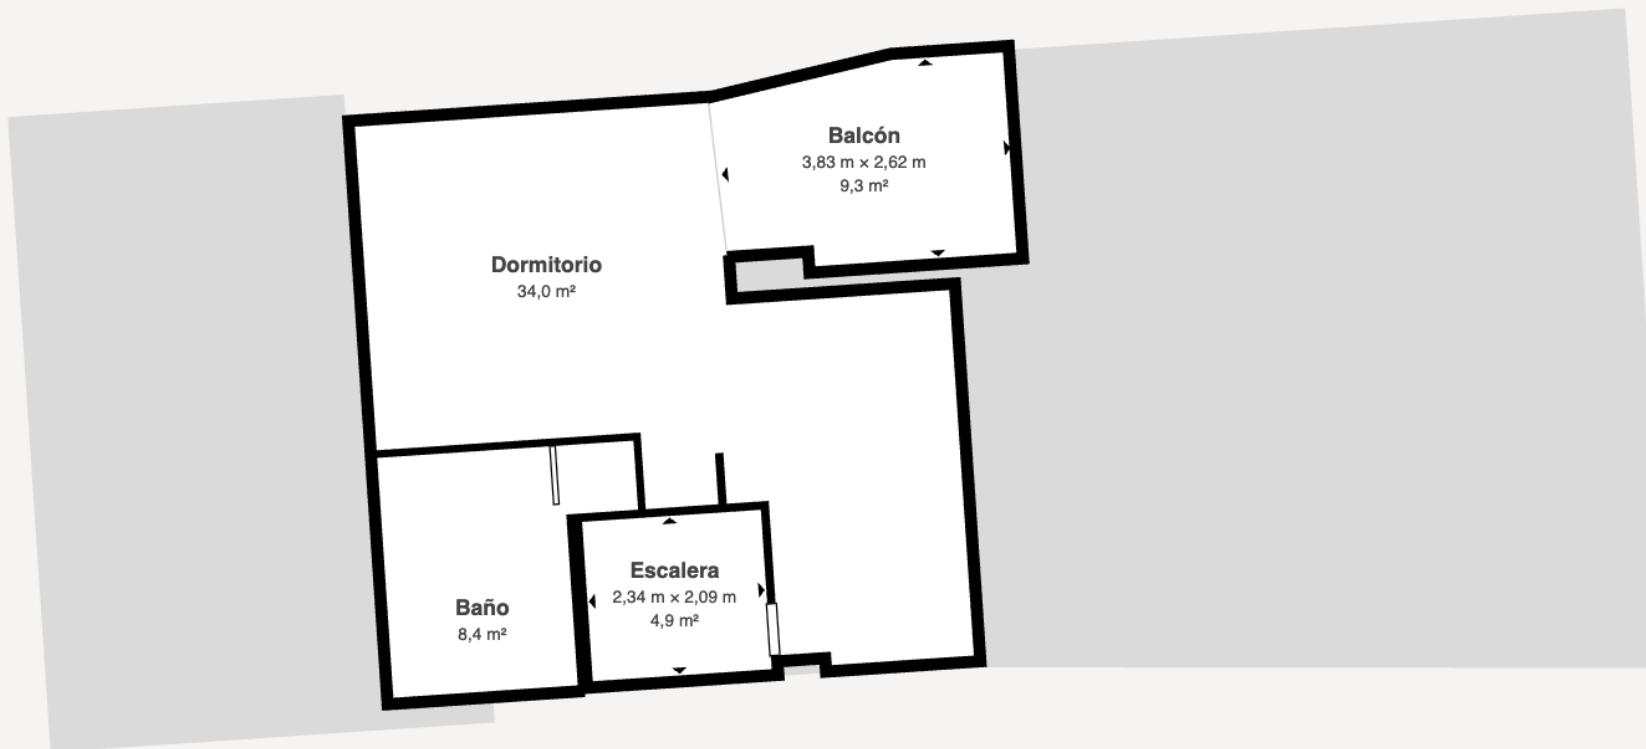 Balcón
3,83 m × 2,62 m
9,3 m²
Dormitorio
34,0 m²
Escalera
2,34 m × 2,09 m
4,9 m²
Baño
8,4 m²